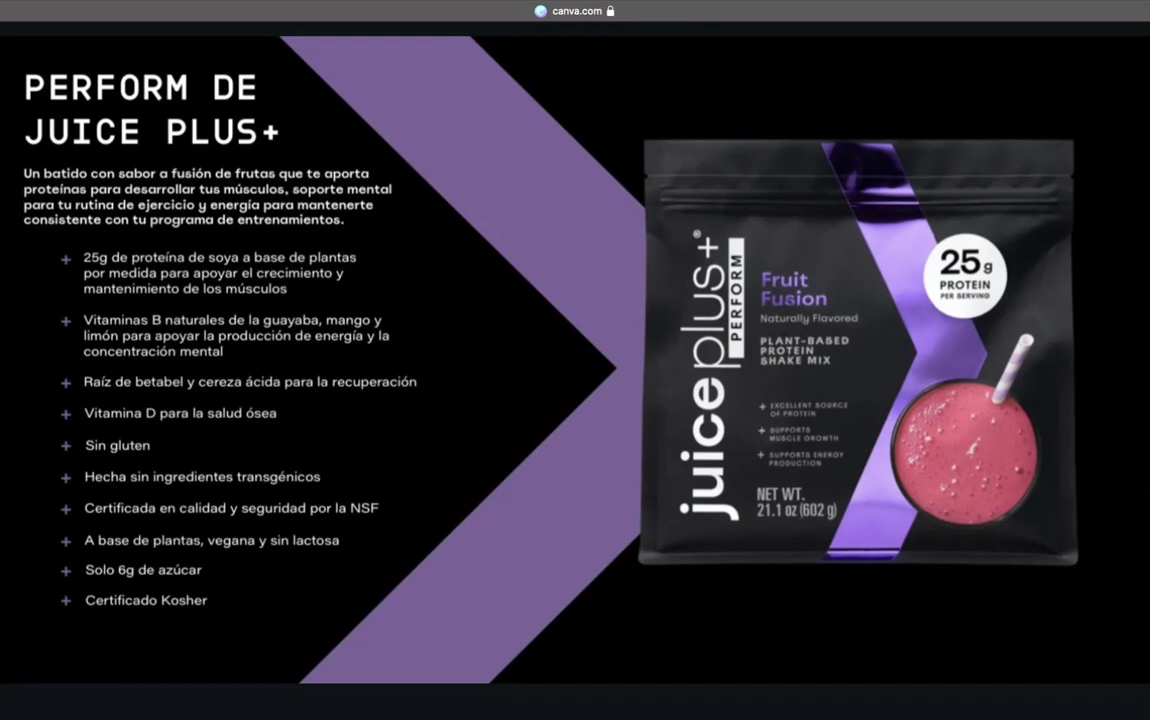 canva.com
PERFORM DE
JUICE PLUS+
Un batido con sabor a fusión de frutas que te aporta
proteínas para desarrollar tus músculos, soporte mental
para tu rutina de ejercicio y energía para mantenerte
consistente con tu programa de entrenamientos.
+ 25g de proteína de soya a base de plantas
por medida para apoyar el crecimiento y
mantenimiento de los músculos
+ Vitaminas B naturales de la guayaba, mango y
limón para apoyar la producción de energía y la
concentración mental
+ Raíz de betabel y cereza ácida para la recuperación
+ Vitamina D para la salud ósea
+ Sin gluten
+ Hecha sin ingredientes transgénicos
+ Certificada en calidad y seguridad por la NSF
+ A base de plantas, vegana y sin lactosa
+ Solo 6g de azúcar
+ Certificado Kosher
juice plus+®
PERFORM
Fruit
Fusion
Naturally Flavored
PLANT-BASED
PROTEIN
SHAKE MIX
+ EXCELLENT SOURCE
OF PROTEIN
+ SUPPORTS
MUSCLE GROWTH
+ SUPPORTS ENERGY
PRODUCTION
NET WT.
21.1 oz (602 g)
25g
PROTEIN
PER SERVING